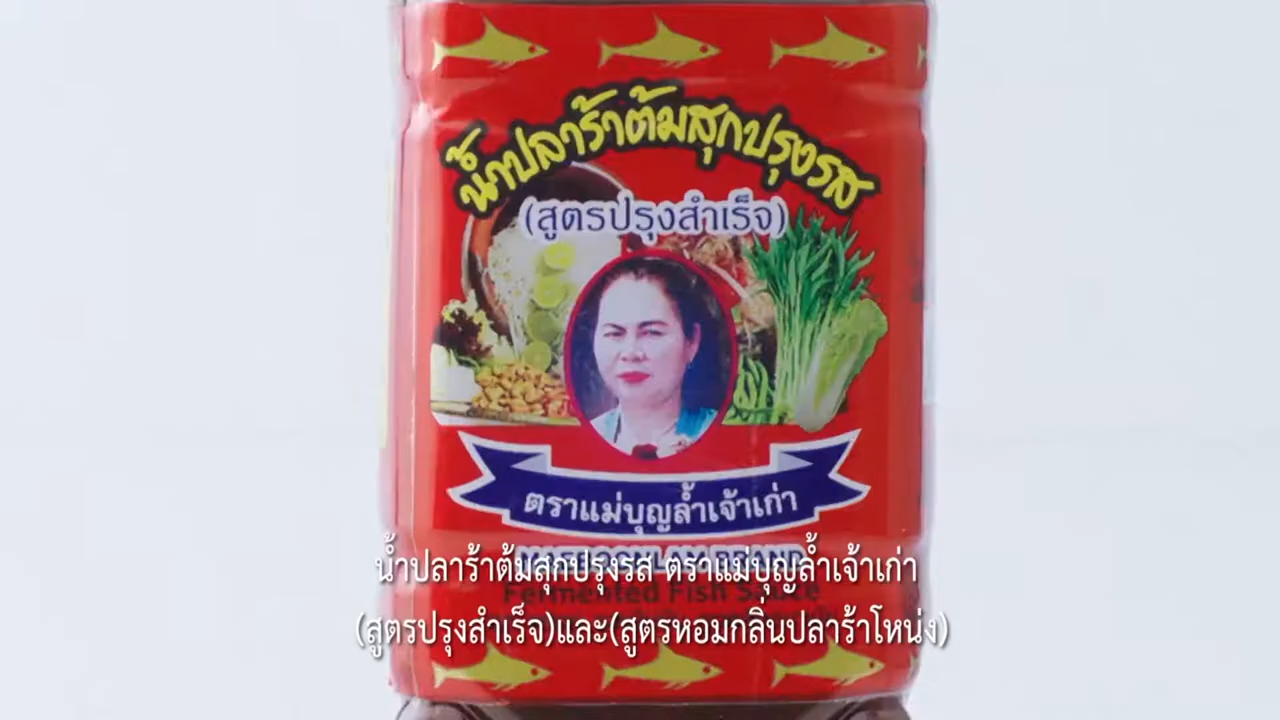 น้ำปลาร้าต้มสุกปรุงรส
(สูตรปรุงสำเร็จ)
ตราแม่บุญล้ำเจ้าเก่า
Fermented Fish Sauce
น้ำปลาร้าต้มสุกปรุงรส ตราแม่บุญล้ำเจ้าเก่า
(สูตรปรุงสำเร็จ)และ(สูตรหอมกลิ่นปลาร้าโหน่ง)